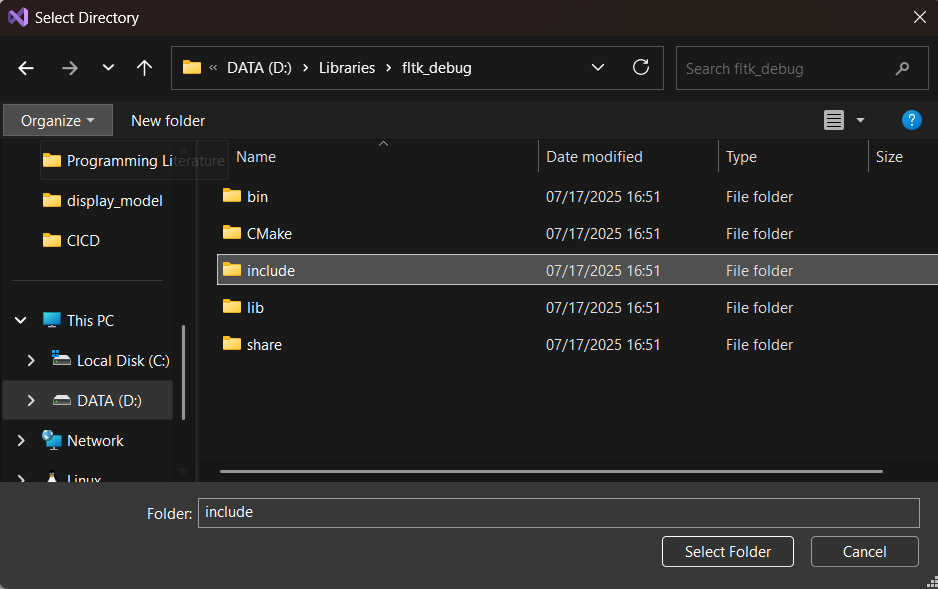 Select Directory
« DATA (D:) › Libraries › fltk_debug
Search fltk_debug
Organize
New folder
?
Programming Literature
display_model
CICD
This PC
Local Disk (C:)
DATA (D:)
Network
Linux
Name Date modified Type Size
bin 07/17/2025 16:51 File folder
CMake 07/17/2025 16:51 File folder
include 07/17/2025 16:51 File folder
lib 07/17/2025 16:51 File folder
share 07/17/2025 16:51 File folder
Folder: include
Select Folder Cancel